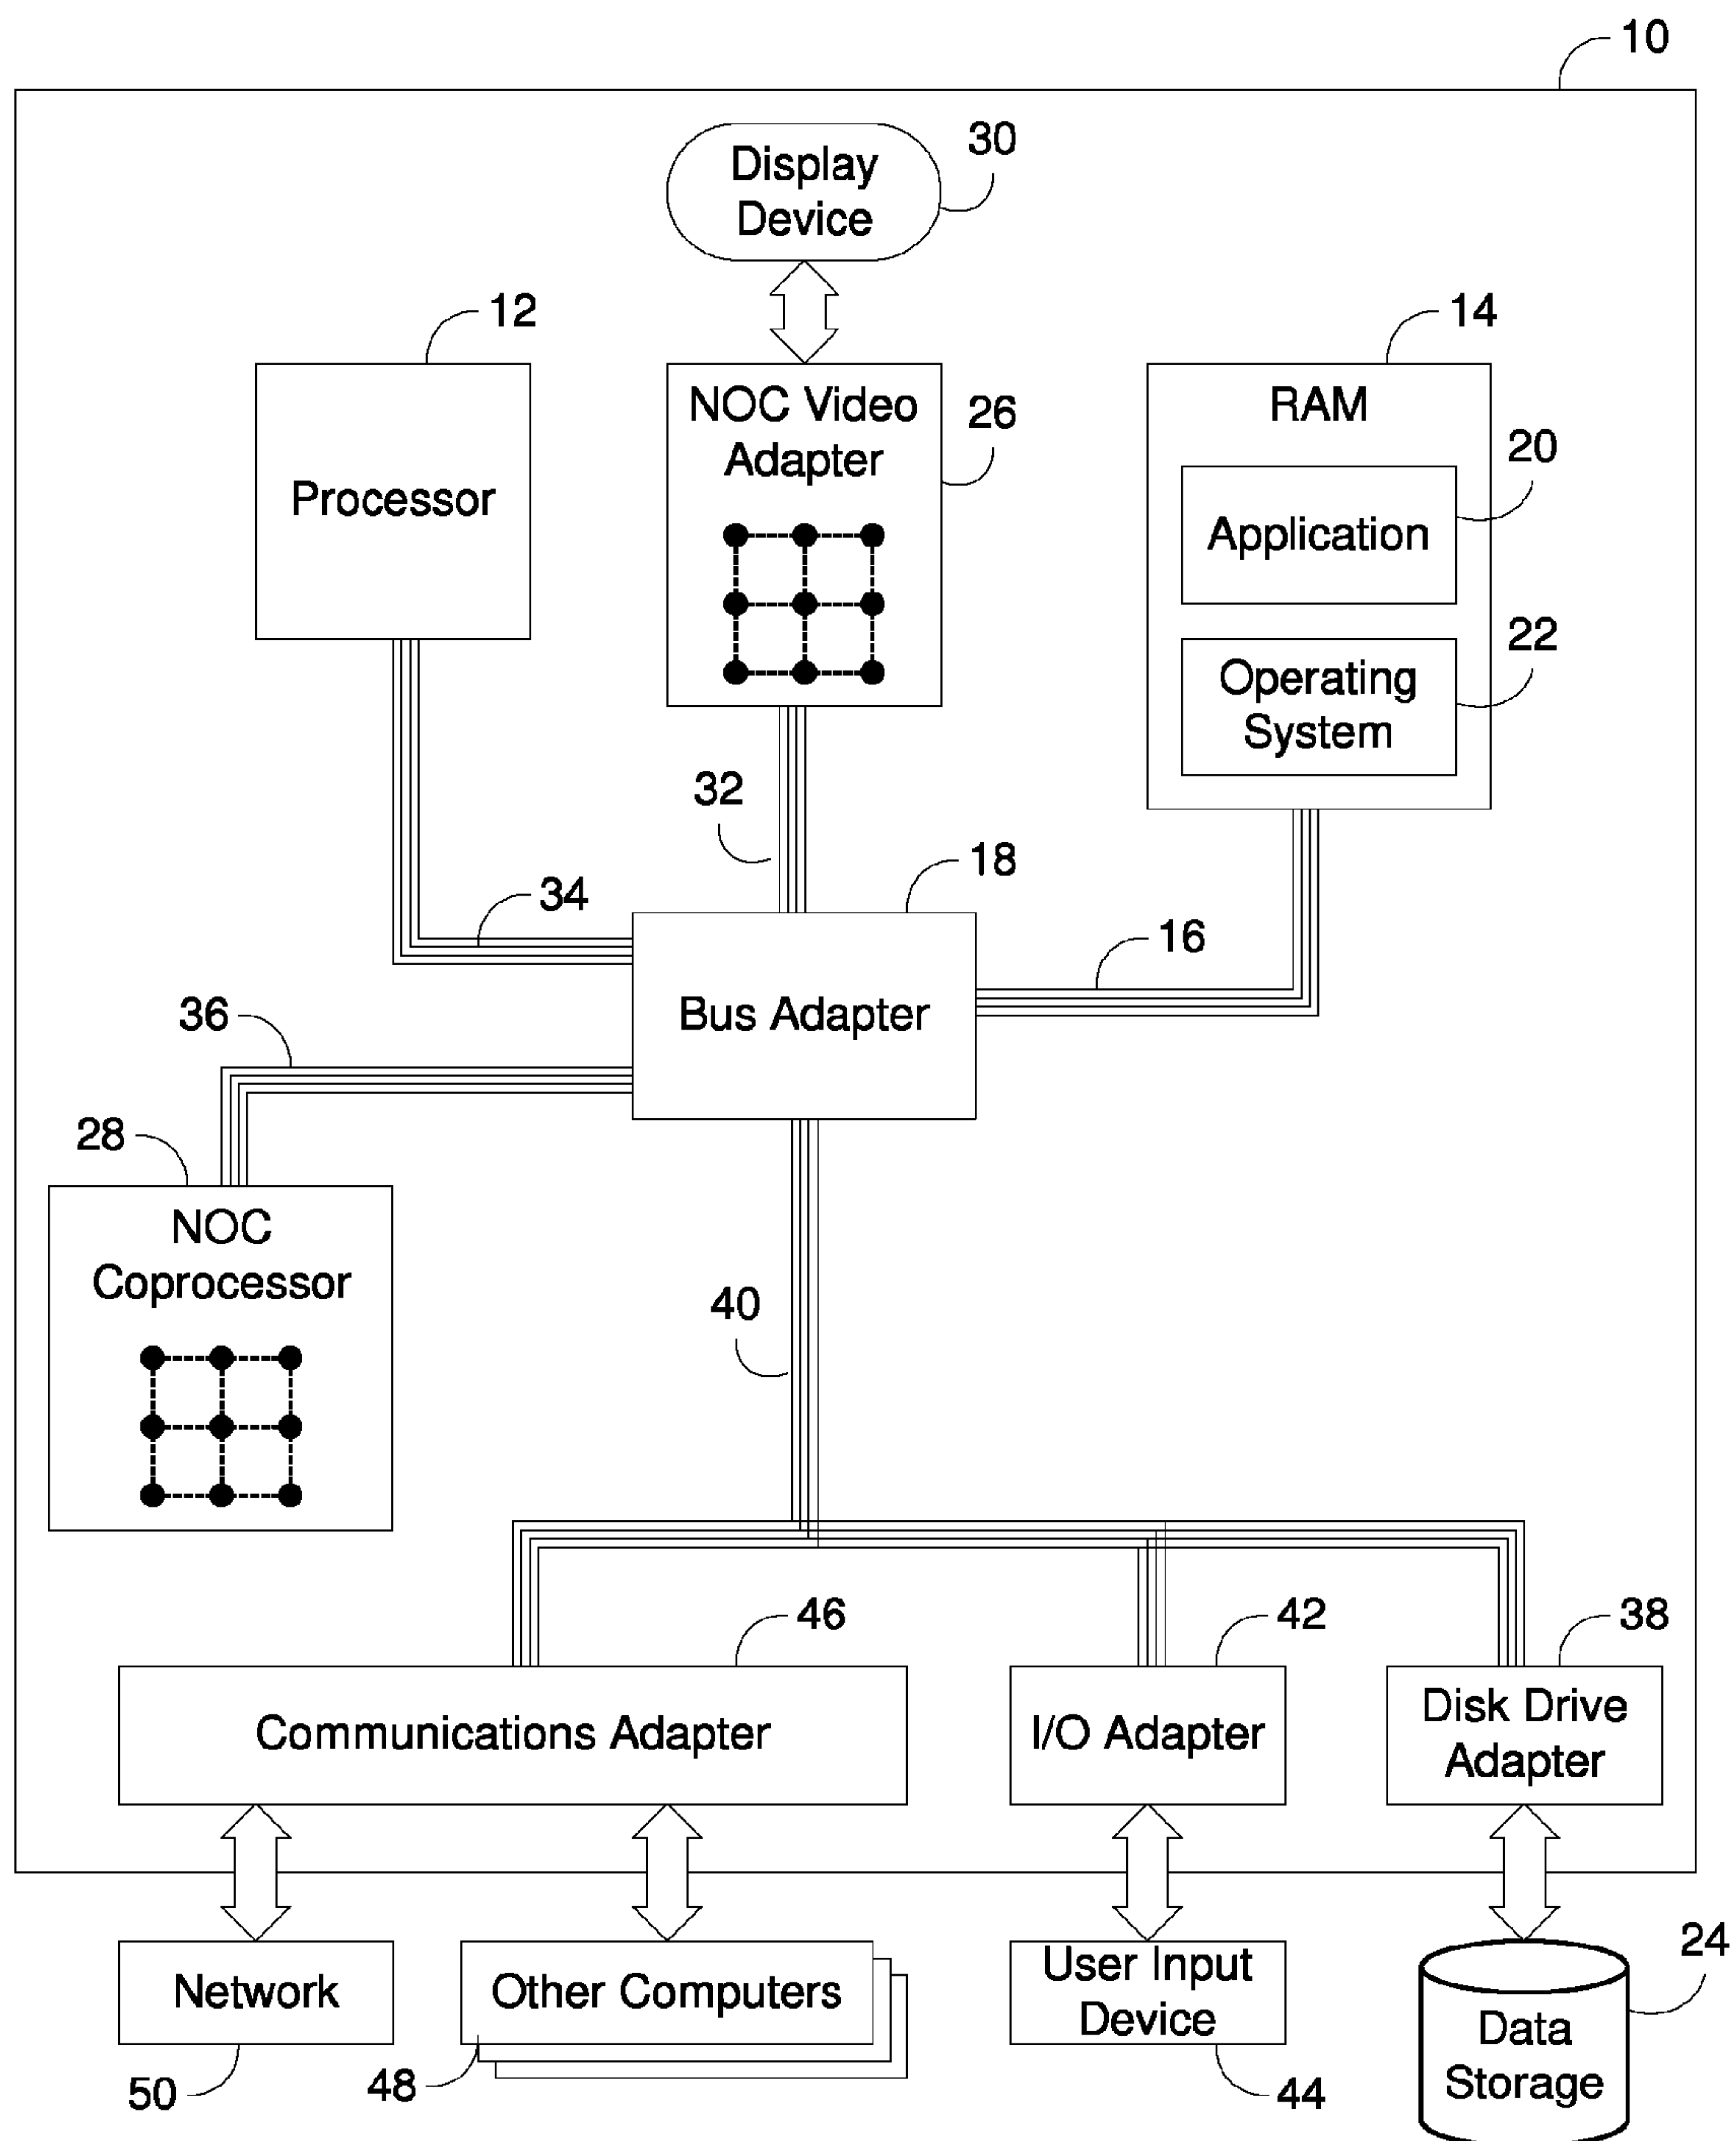 10
Display
Device
30
12
14
Processor
NOC Video
Adapter
26
RAM
20
Application
22
Operating
System
32
18
34
16
Bus Adapter
36
28
NOC
Coprocessor
40
46
42
38
Communications Adapter
I/O Adapter
Disk Drive
Adapter
Network
Other Computers
User Input
Device
24
Data
Storage
50
48
44